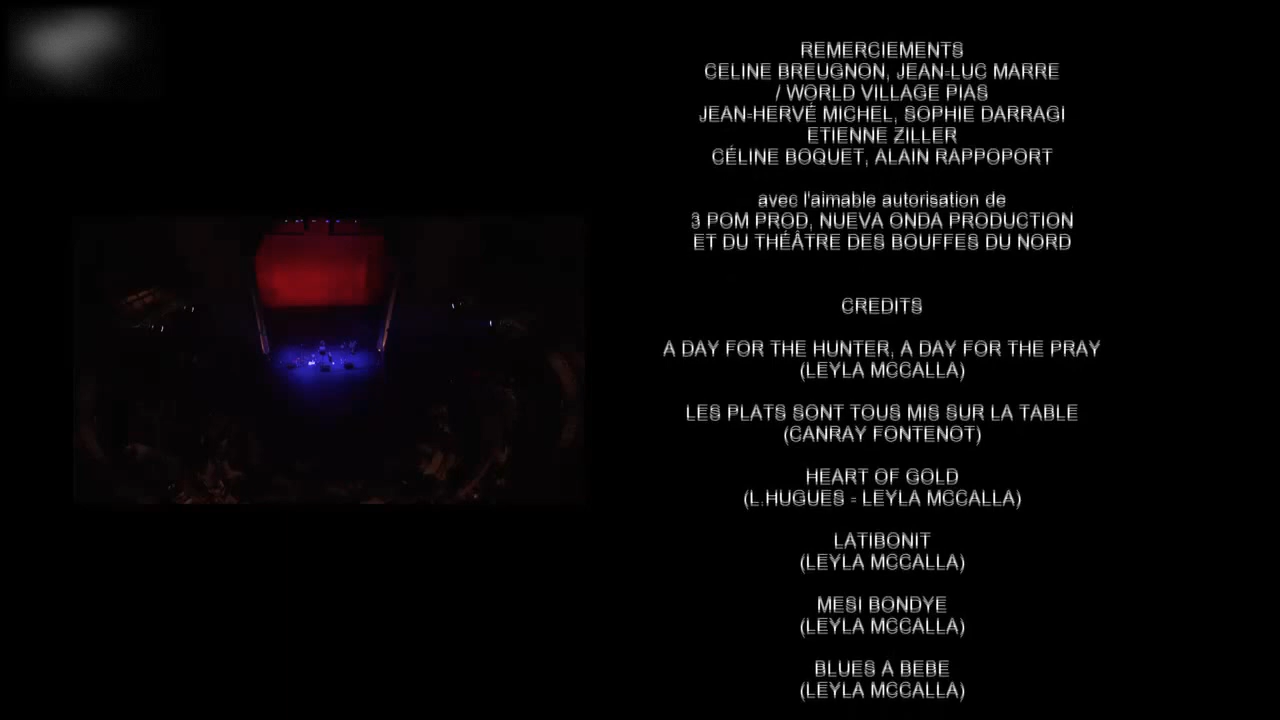 REMERCIEMENTS
CELINE BREUGNON, JEAN-LUC MARRE
/ WORLD VILLAGE PIAS
JEAN-HERVÉ MICHEL, SOPHIE DARRAGI
ETIENNE ZILLER
CÉLINE BOQUET, ALAIN RAPPOPORT
avec l'aimable autorisation de
3 POM PROD, NUEVA ONDA PRODUCTION
ET DU THÉÂTRE DES BOUFFES DU NORD
CREDITS
A DAY FOR THE HUNTER, A DAY FOR THE PRAY
(LEYLA MCCALLA)
LES PLATS SONT TOUS MIS SUR LA TABLE
(CANRAY FONTENOT)
HEART OF GOLD
(L.HUGUES - LEYLA MCCALLA)
LATIBONIT
(LEYLA MCCALLA)
MESI BONDYE
(LEYLA MCCALLA)
BLUES A BEBE
(LEYLA MCCALLA)